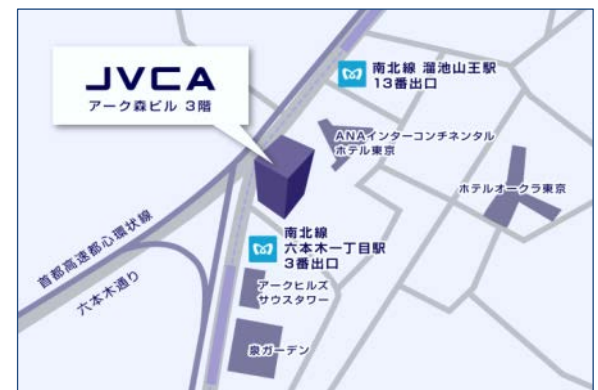 JVCA
アーク森ビル 3階
南北線 溜池山王駅
13番出口
ANAインターコンチネンタル
ホテル東京
ホテルオークラ東京
南北線
六本木一丁目駅
3番出口
首都高速都心環状線
六本木通り
アークヒルズ
サウスタワー
泉ガーデン